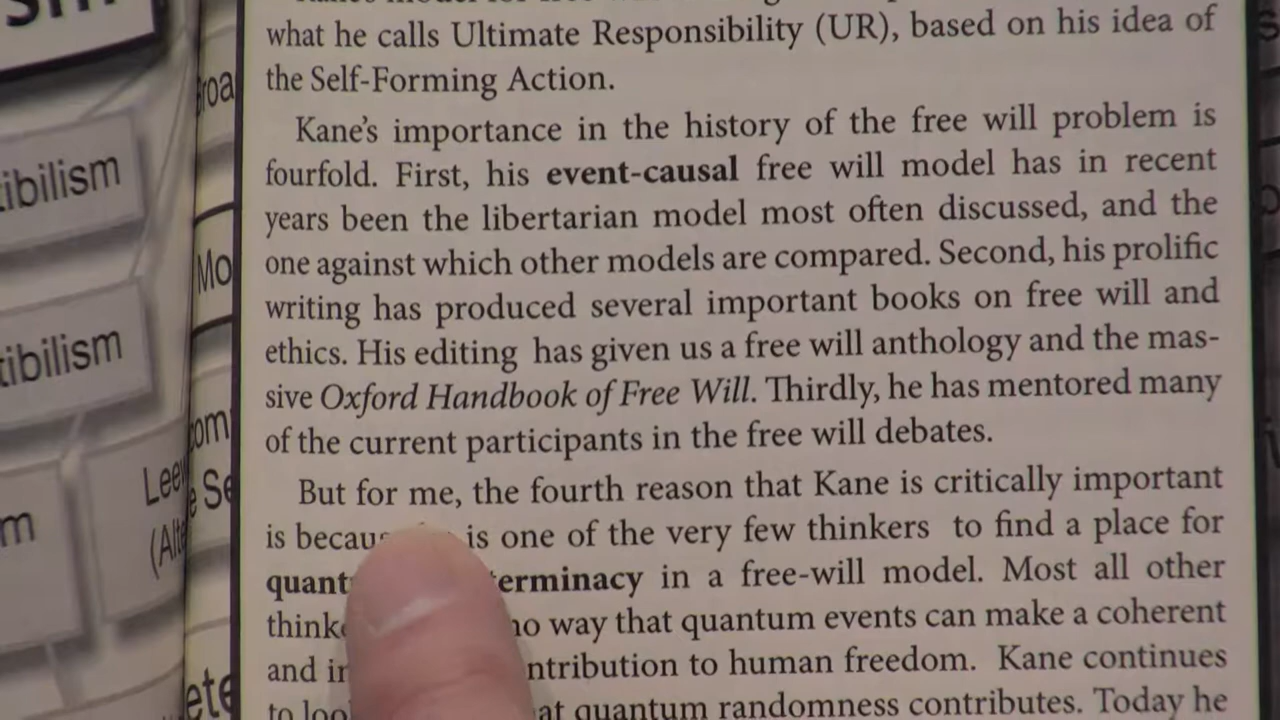 what he calls Ultimate Responsibility (UR), based on his idea of
the Self-Forming Action.
Kane's importance in the history of the free will problem is
fourfold. First, his event-causal free will model has in recent
years been the libertarian model most often discussed, and the
one against which other models are compared. Second, his prolific
writing has produced several important books on free will and
ethics. His editing has given us a free will anthology and the mas-
sive Oxford Handbook of Free Will. Thirdly, he has mentored many
of the current participants in the free will debates.
But for me, the fourth reason that Kane is critically important
is is one of the very few thinkers to find a place for
in a free-will model. Most all other
no way that quantum events can make a coherent
and to human freedom. Kane continues
quantum randomness contributes. Today he